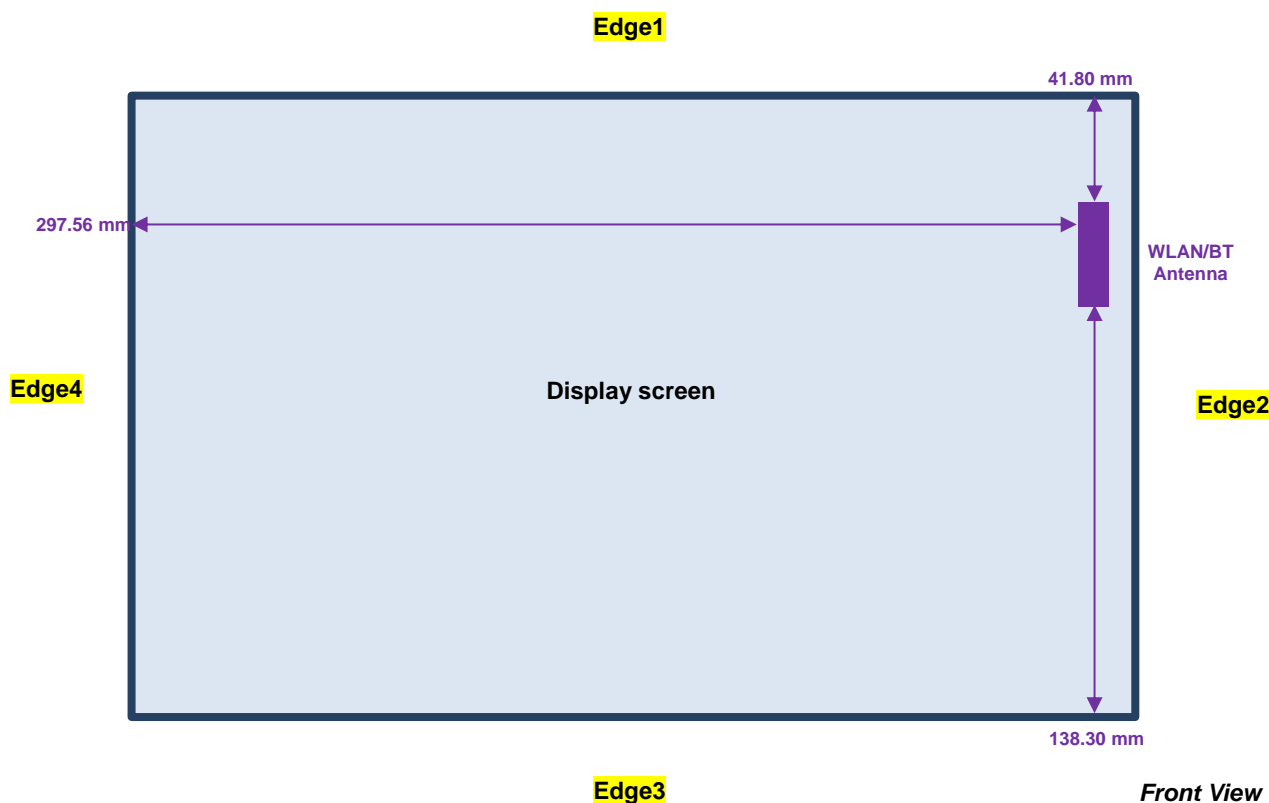 Edge1
41.80 mm
297.56 mm
WLAN/BT
Antenna
Edge4
Display screen
Edge2
138.30 mm
Edge3
Front View